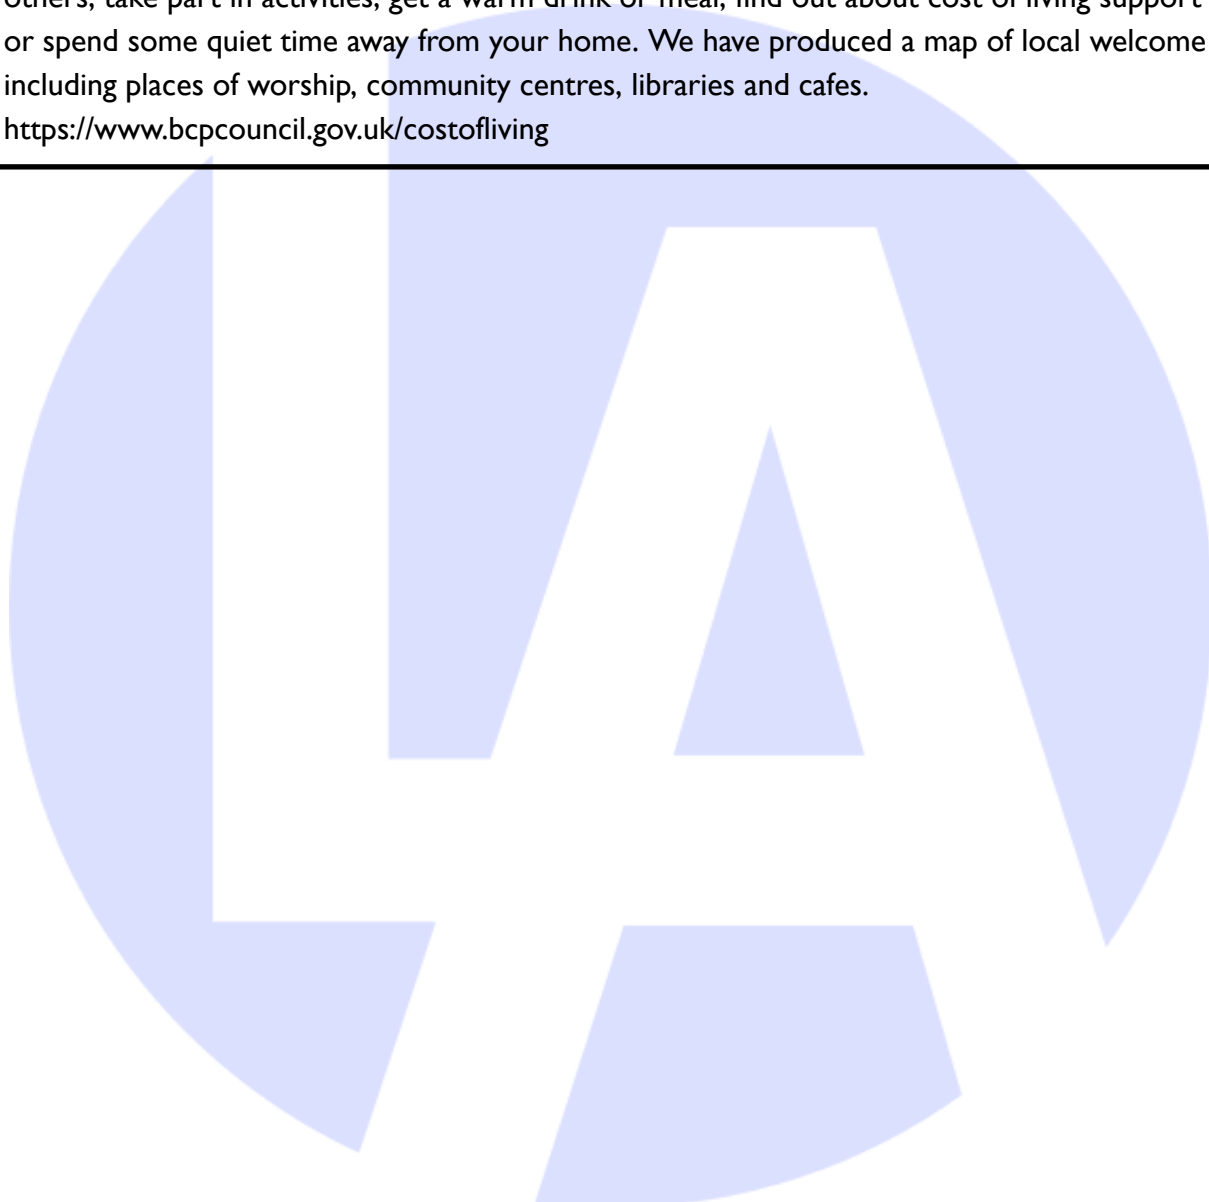 others, take part in activities, get a warm drink or meal, find out about cost of living support
or spend some quiet time away from your home. We have produced a map of local welcome
including places of worship, community centres, libraries and cafes.
https://www.bcpcouncil.gov.uk/costofliving
LA